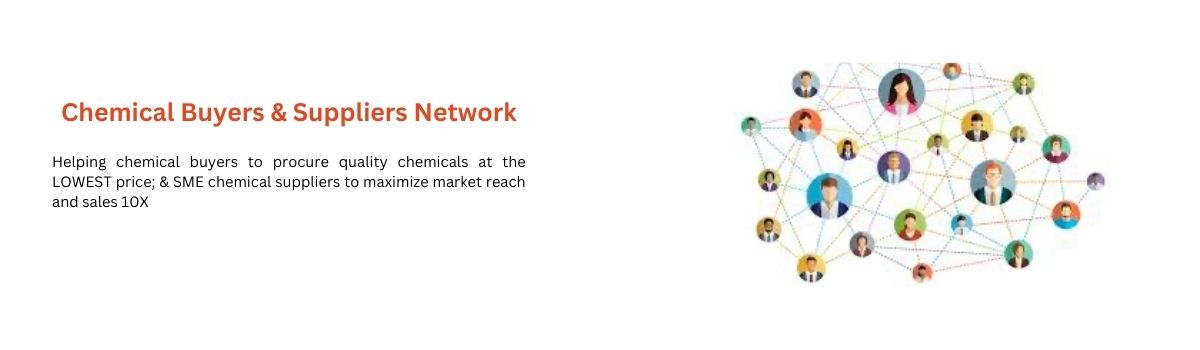 Chemical Buyers & Suppliers Network
Helping chemical buyers to procure quality chemicals at the
LOWEST price; & SME chemical suppliers to maximize market reach
and sales 10X